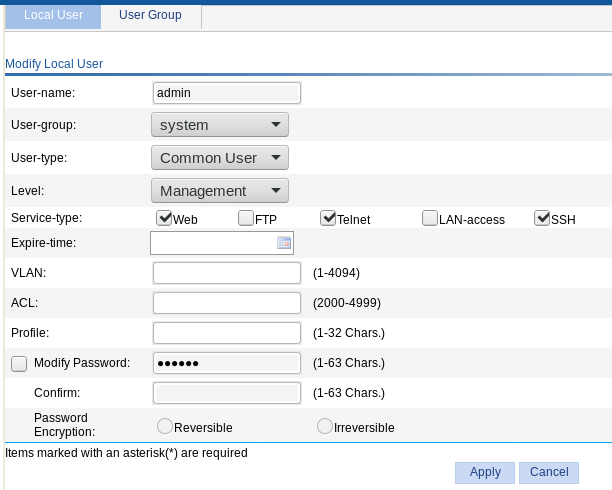 Local User User Group
Modify Local User
User-name: admin
User-group: system
User-type: Common User
Level: Management
Service-type: Web FTP Telnet LAN-access SSH
Expire-time:
VLAN: (1-4094)
ACL: (2000-4999)
Profile: (1-32 Chars.)
Modify Password: ●●●●●● (1-63 Chars.)
Confirm: (1-63 Chars.)
Password
Encryption: Reversible Irreversible
Items marked with an asterisk(*) are required
Apply Cancel